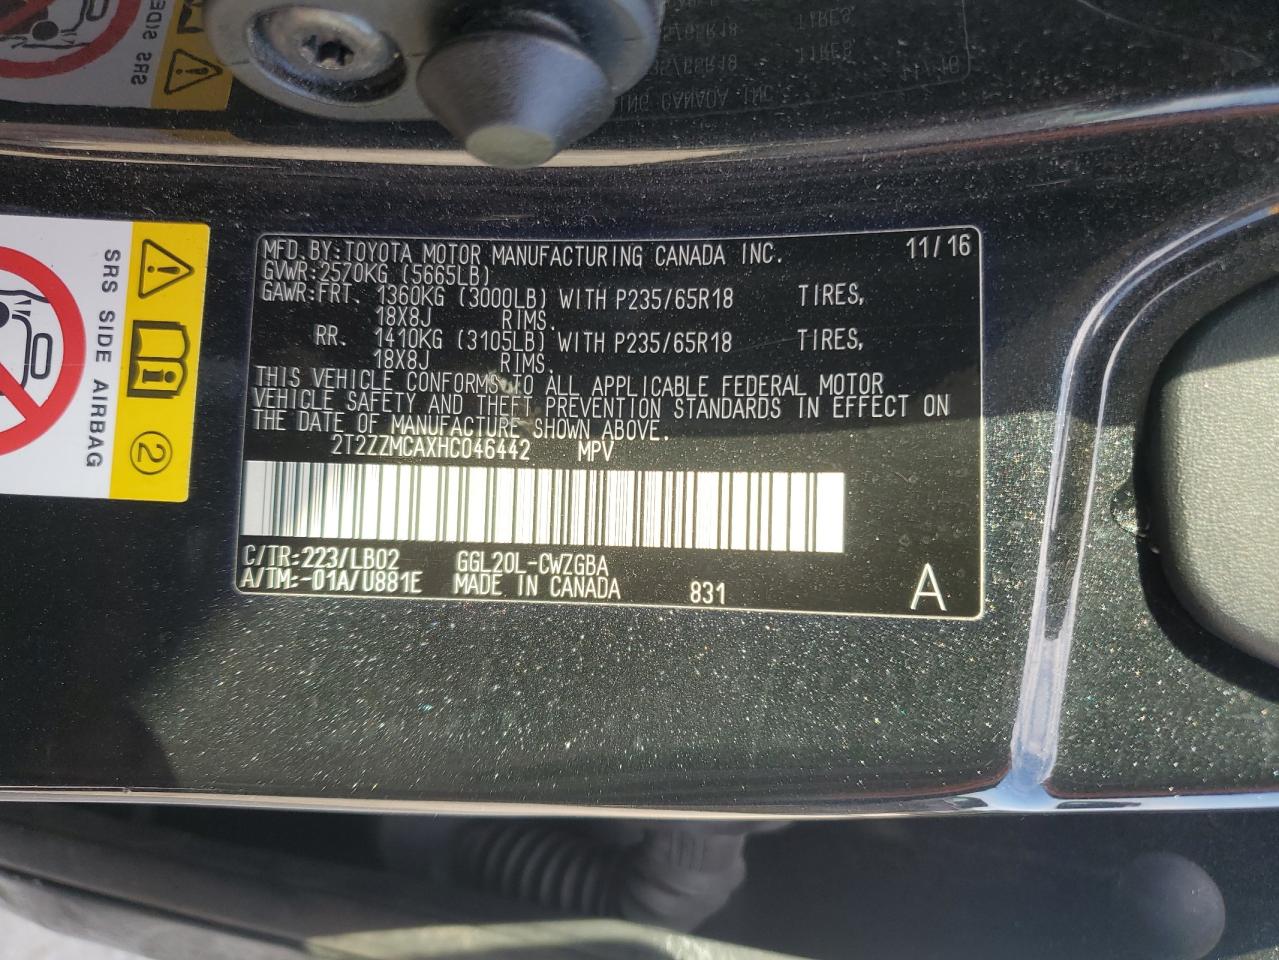 MFD.BY:TOYOTA MOTOR MANUFACTURING CANADA INC. 11/16
GVWR:2570KG (5665LB)
GAWR:FRT. 1360KG (3000LB) WITH P235/65R18 TIRES,
18X8J RIMS.
RR. 1410KG (3105LB) WITH P235/65R18 TIRES,
18X8J RIMS.
THIS VEHICLE CONFORMS TO ALL APPLICABLE FEDERAL MOTOR
VEHICLE SAFETY AND THEFT PREVENTION STANDARDS IN EFFECT ON
THE DATE OF MANUFACTURE SHOWN ABOVE.
2T2ZZMCAXHC046442 MPV
C/TR:223/LB02 GGL20L-CWZGBA
A/TM:-01A/U881E MADE IN CANADA 831 A
SRS SIDE AIRBAG
2